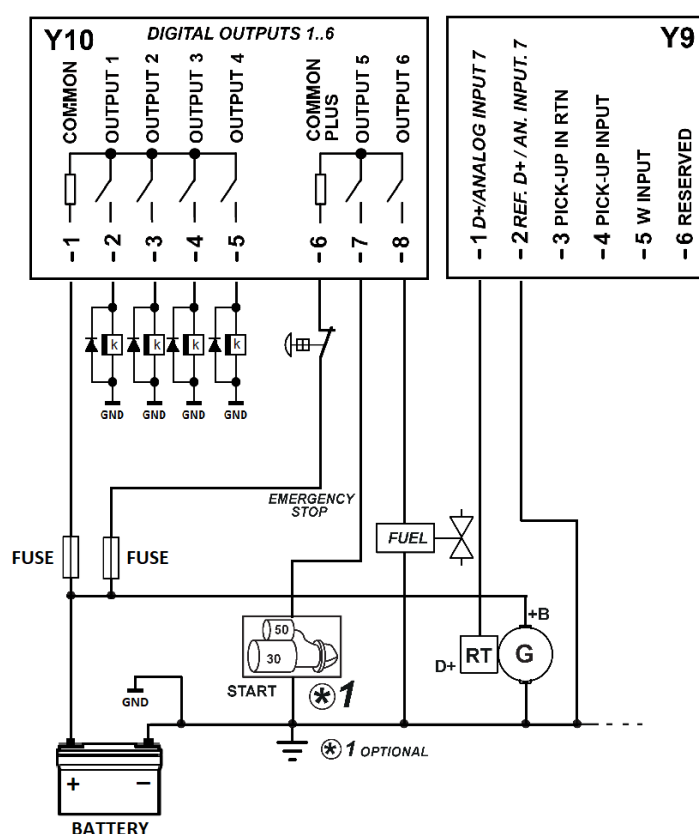 Y10
DIGITAL OUTPUTS 1..6
Y9
COMMON
OUTPUT 1
OUTPUT 2
OUTPUT 3
OUTPUT 4
COMMON
PLUS
OUTPUT 5
OUTPUT 6
D+/ANALOG INPUT 7
REF. D+ / AN. INPUT. 7
PICK-UP IN RTN
PICK-UP INPUT
W INPUT
RESERVED
1
2
3
4
5
6
7
8
1
2
3
4
5
6
k
k
k
k
GND
GND
GND
GND
EMERGENCY
STOP
FUEL
FUSE
FUSE
+B
50
30
D+
RT
G
START
*1
GND
*1 OPTIONAL
+
−
BATTERY